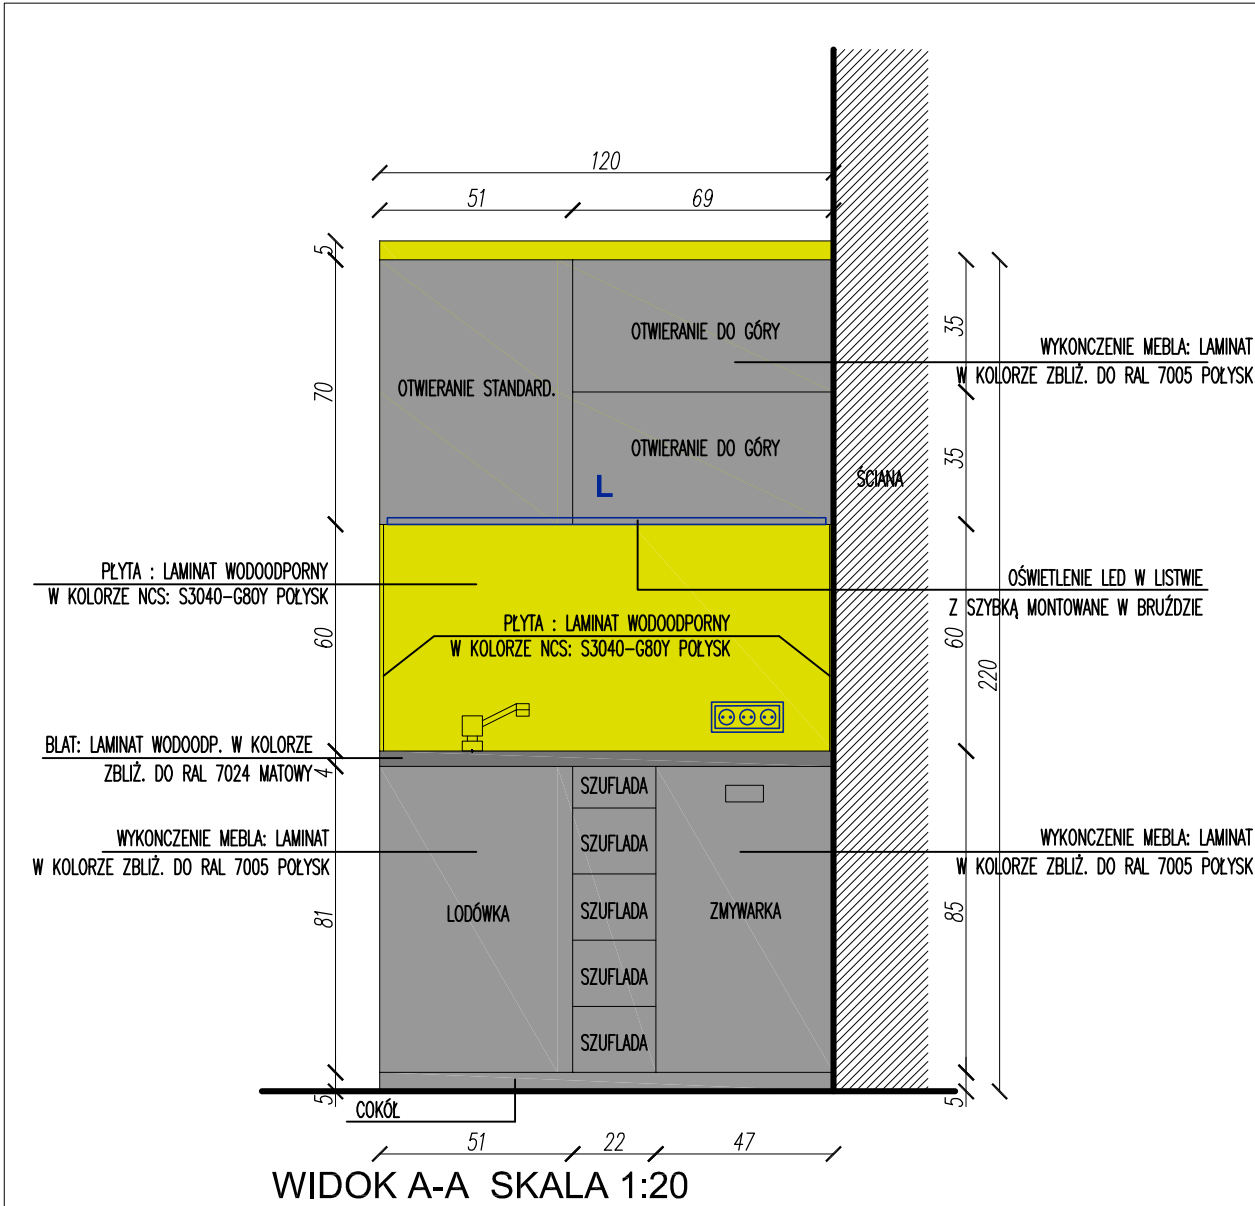 120
51
69
5
OTWIERANIE DO GÓRY
35
WYKONCZENIE MEBLA: LAMINAT
W KOLORZE ZBLIŻ. DO RAL 7005 POŁYSK
70
OTWIERANIE STANDARD.
OTWIERANIE DO GÓRY
35
L
ŚCIANA
PŁYTA : LAMINAT WODOODPORNY
W KOLORZE NCS: S3040-G80Y POŁYSK
OŚWIETLENIE LED W LISTWIE
Z SZYBKĄ MONTOWANE W BRUŹDZIE
60
PŁYTA : LAMINAT WODOODPORNY
W KOLORZE NCS: S3040-G80Y POŁYSK
60
220
BLAT: LAMINAT WODOODP. W KOLORZE
ZBLIŻ. DO RAL 7024 MATOWY
4
SZUFLADA
WYKONCZENIE MEBLA: LAMINAT
W KOLORZE ZBLIŻ. DO RAL 7005 POŁYSK
SZUFLADA
WYKONCZENIE MEBLA: LAMINAT
W KOLORZE ZBLIŻ. DO RAL 7005 POŁYSK
81
LODÓWKA
SZUFLADA
ZMYWARKA
85
SZUFLADA
SZUFLADA
5
COKÓŁ
5
51
22
47
WIDOK A-A SKALA 1:20